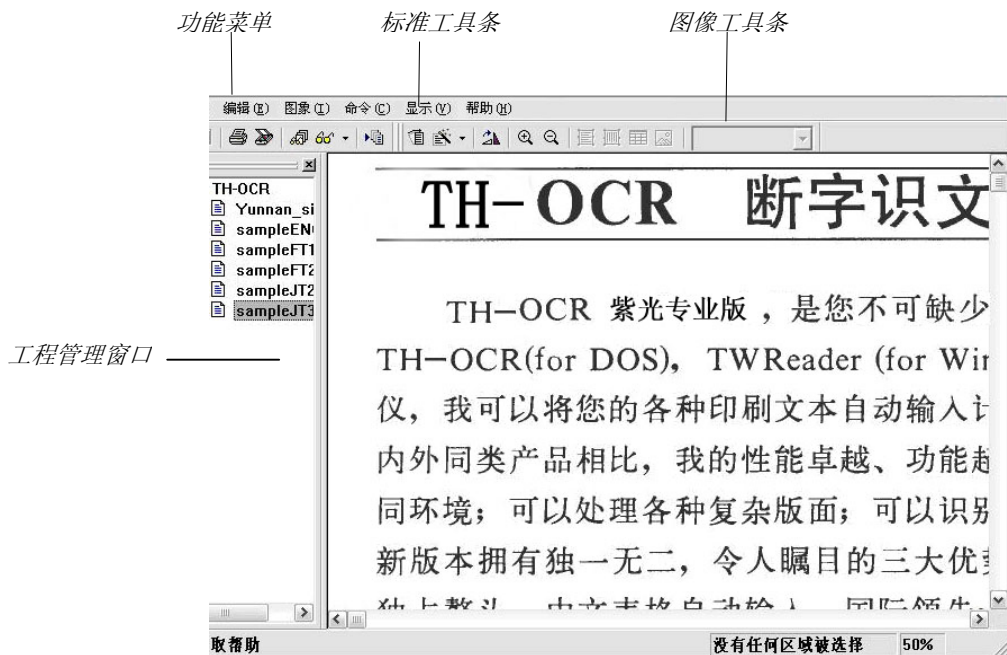 功能菜单 标准工具条 图像工具条
编辑(E) 图象(I) 命令(C) 显示(V) 帮助(H)
TH-OCR
Yunnan_si
sampleEN
sampleFT1
sampleFT2
sampleJT2
sampleJT3
工程管理窗口
TH-OCR 断字识文
TH-OCR 紫光专业版，是您不可缺少
TH-OCR(for DOS)，TWReader (for Win
仪，我可以将您的各种印刷文本自动输入计
内外同类产品相比，我的性能卓越、功能超
同环境；可以处理各种复杂版面；可以识别
新版本拥有独一无二，令人瞩目的三大优势
取帮助
没有任何区域被选择 50%